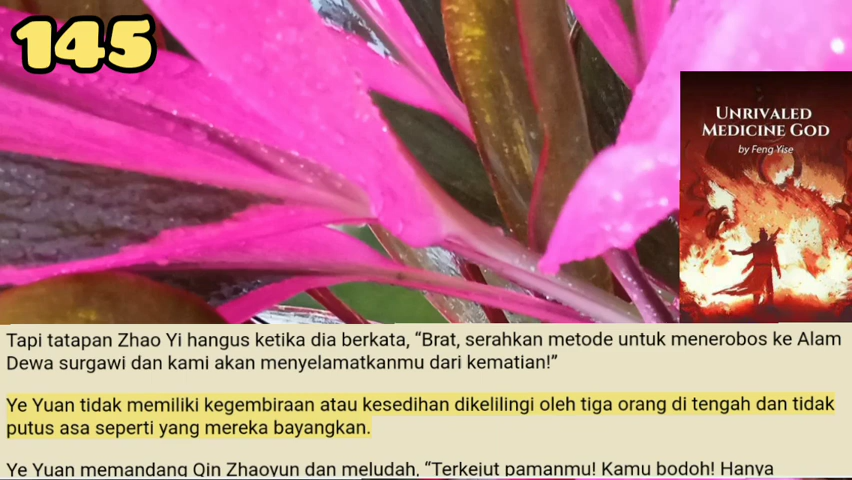 145
UNRIVALED
MEDICINE GOD
by Feng Yise
Tapi tatapan Zhao Yi hangus ketika dia berkata, “Brat, serahkan metode untuk menerobos ke Alam
Dewa surgawi dan kami akan menyelamatkanmu dari kematian!”
Ye Yuan tidak memiliki kegembiraan atau kesedihan dikelilingi oleh tiga orang di tengah dan tidak
putus asa seperti yang mereka bayangkan.
Ye Yuan memandang Qin Zhaoyun dan meludah, “Terkejut pamanmu! Kamu bodoh! Hanya